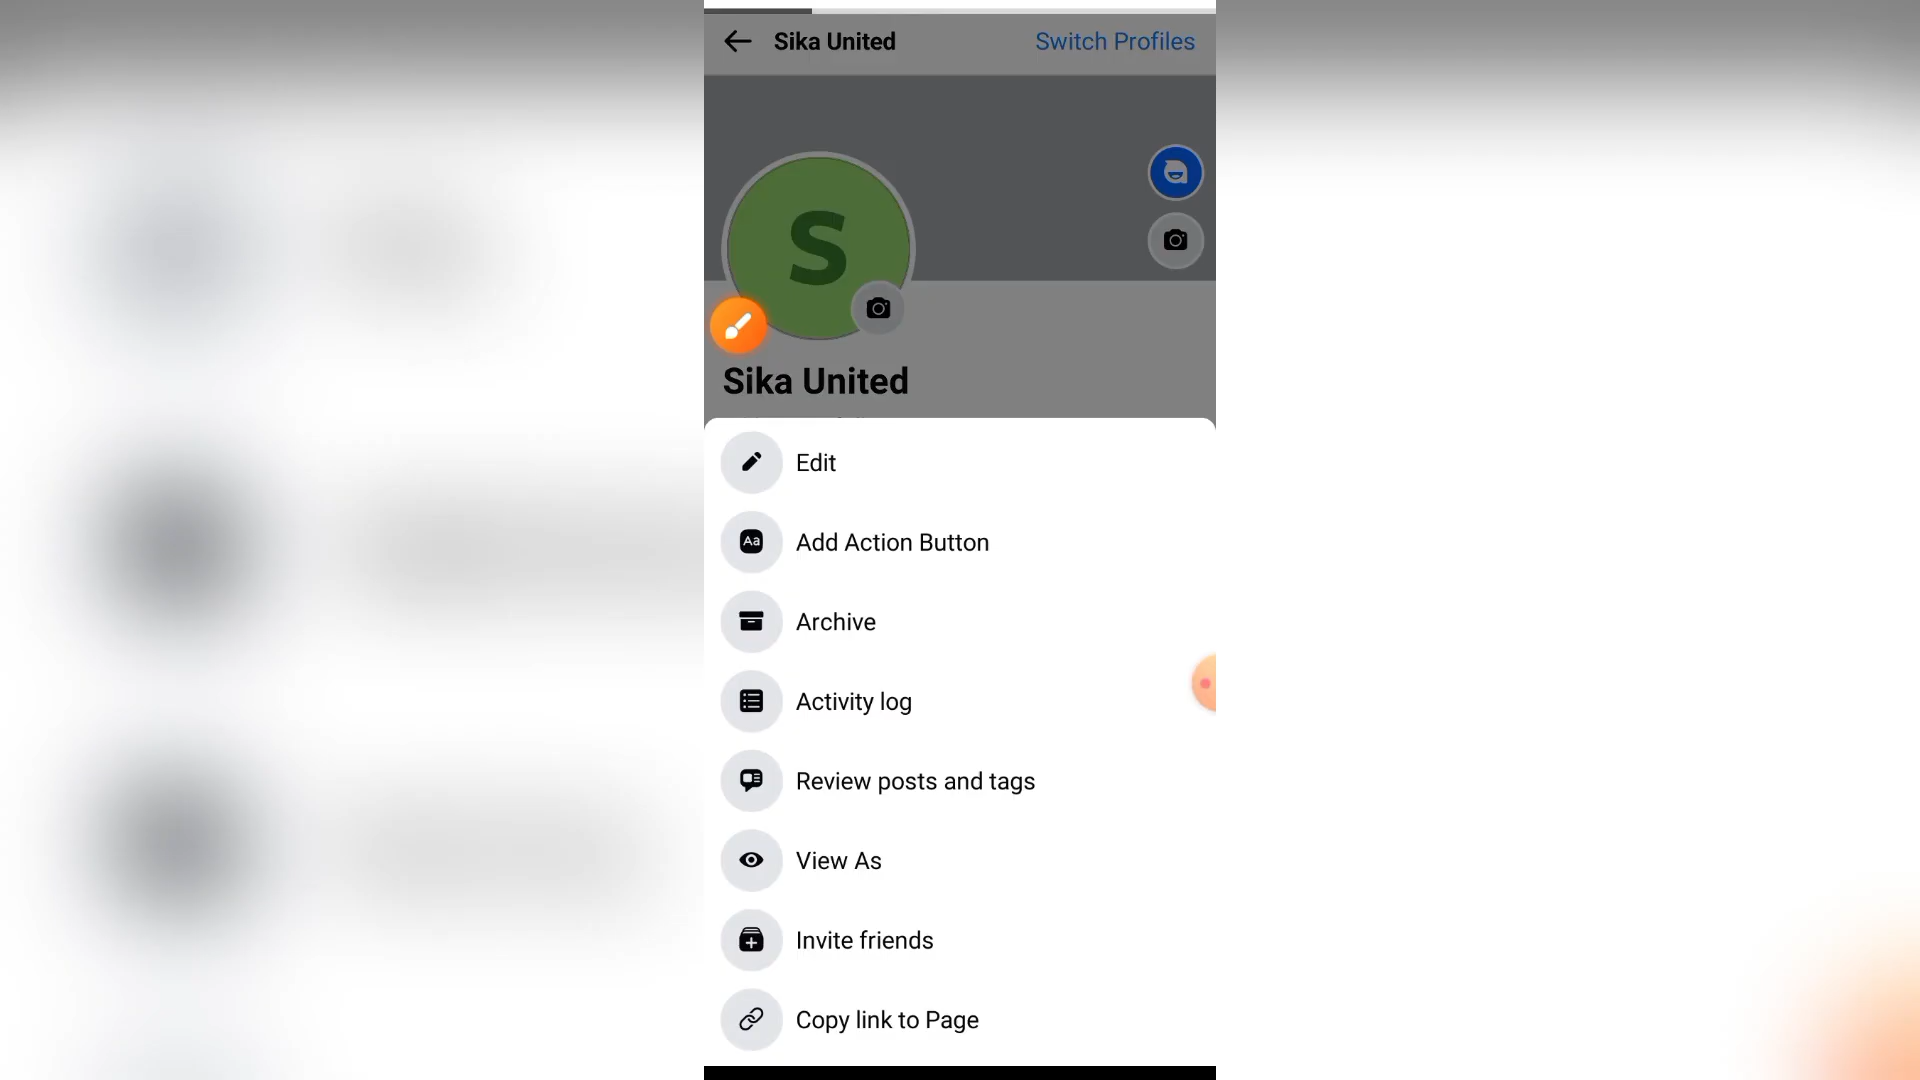 Sika United
Switch Profiles
S
Sika United
Edit
Aa
Add Action Button
Archive
Activity log
Review posts and tags
View As
Invite friends
Copy link to Page